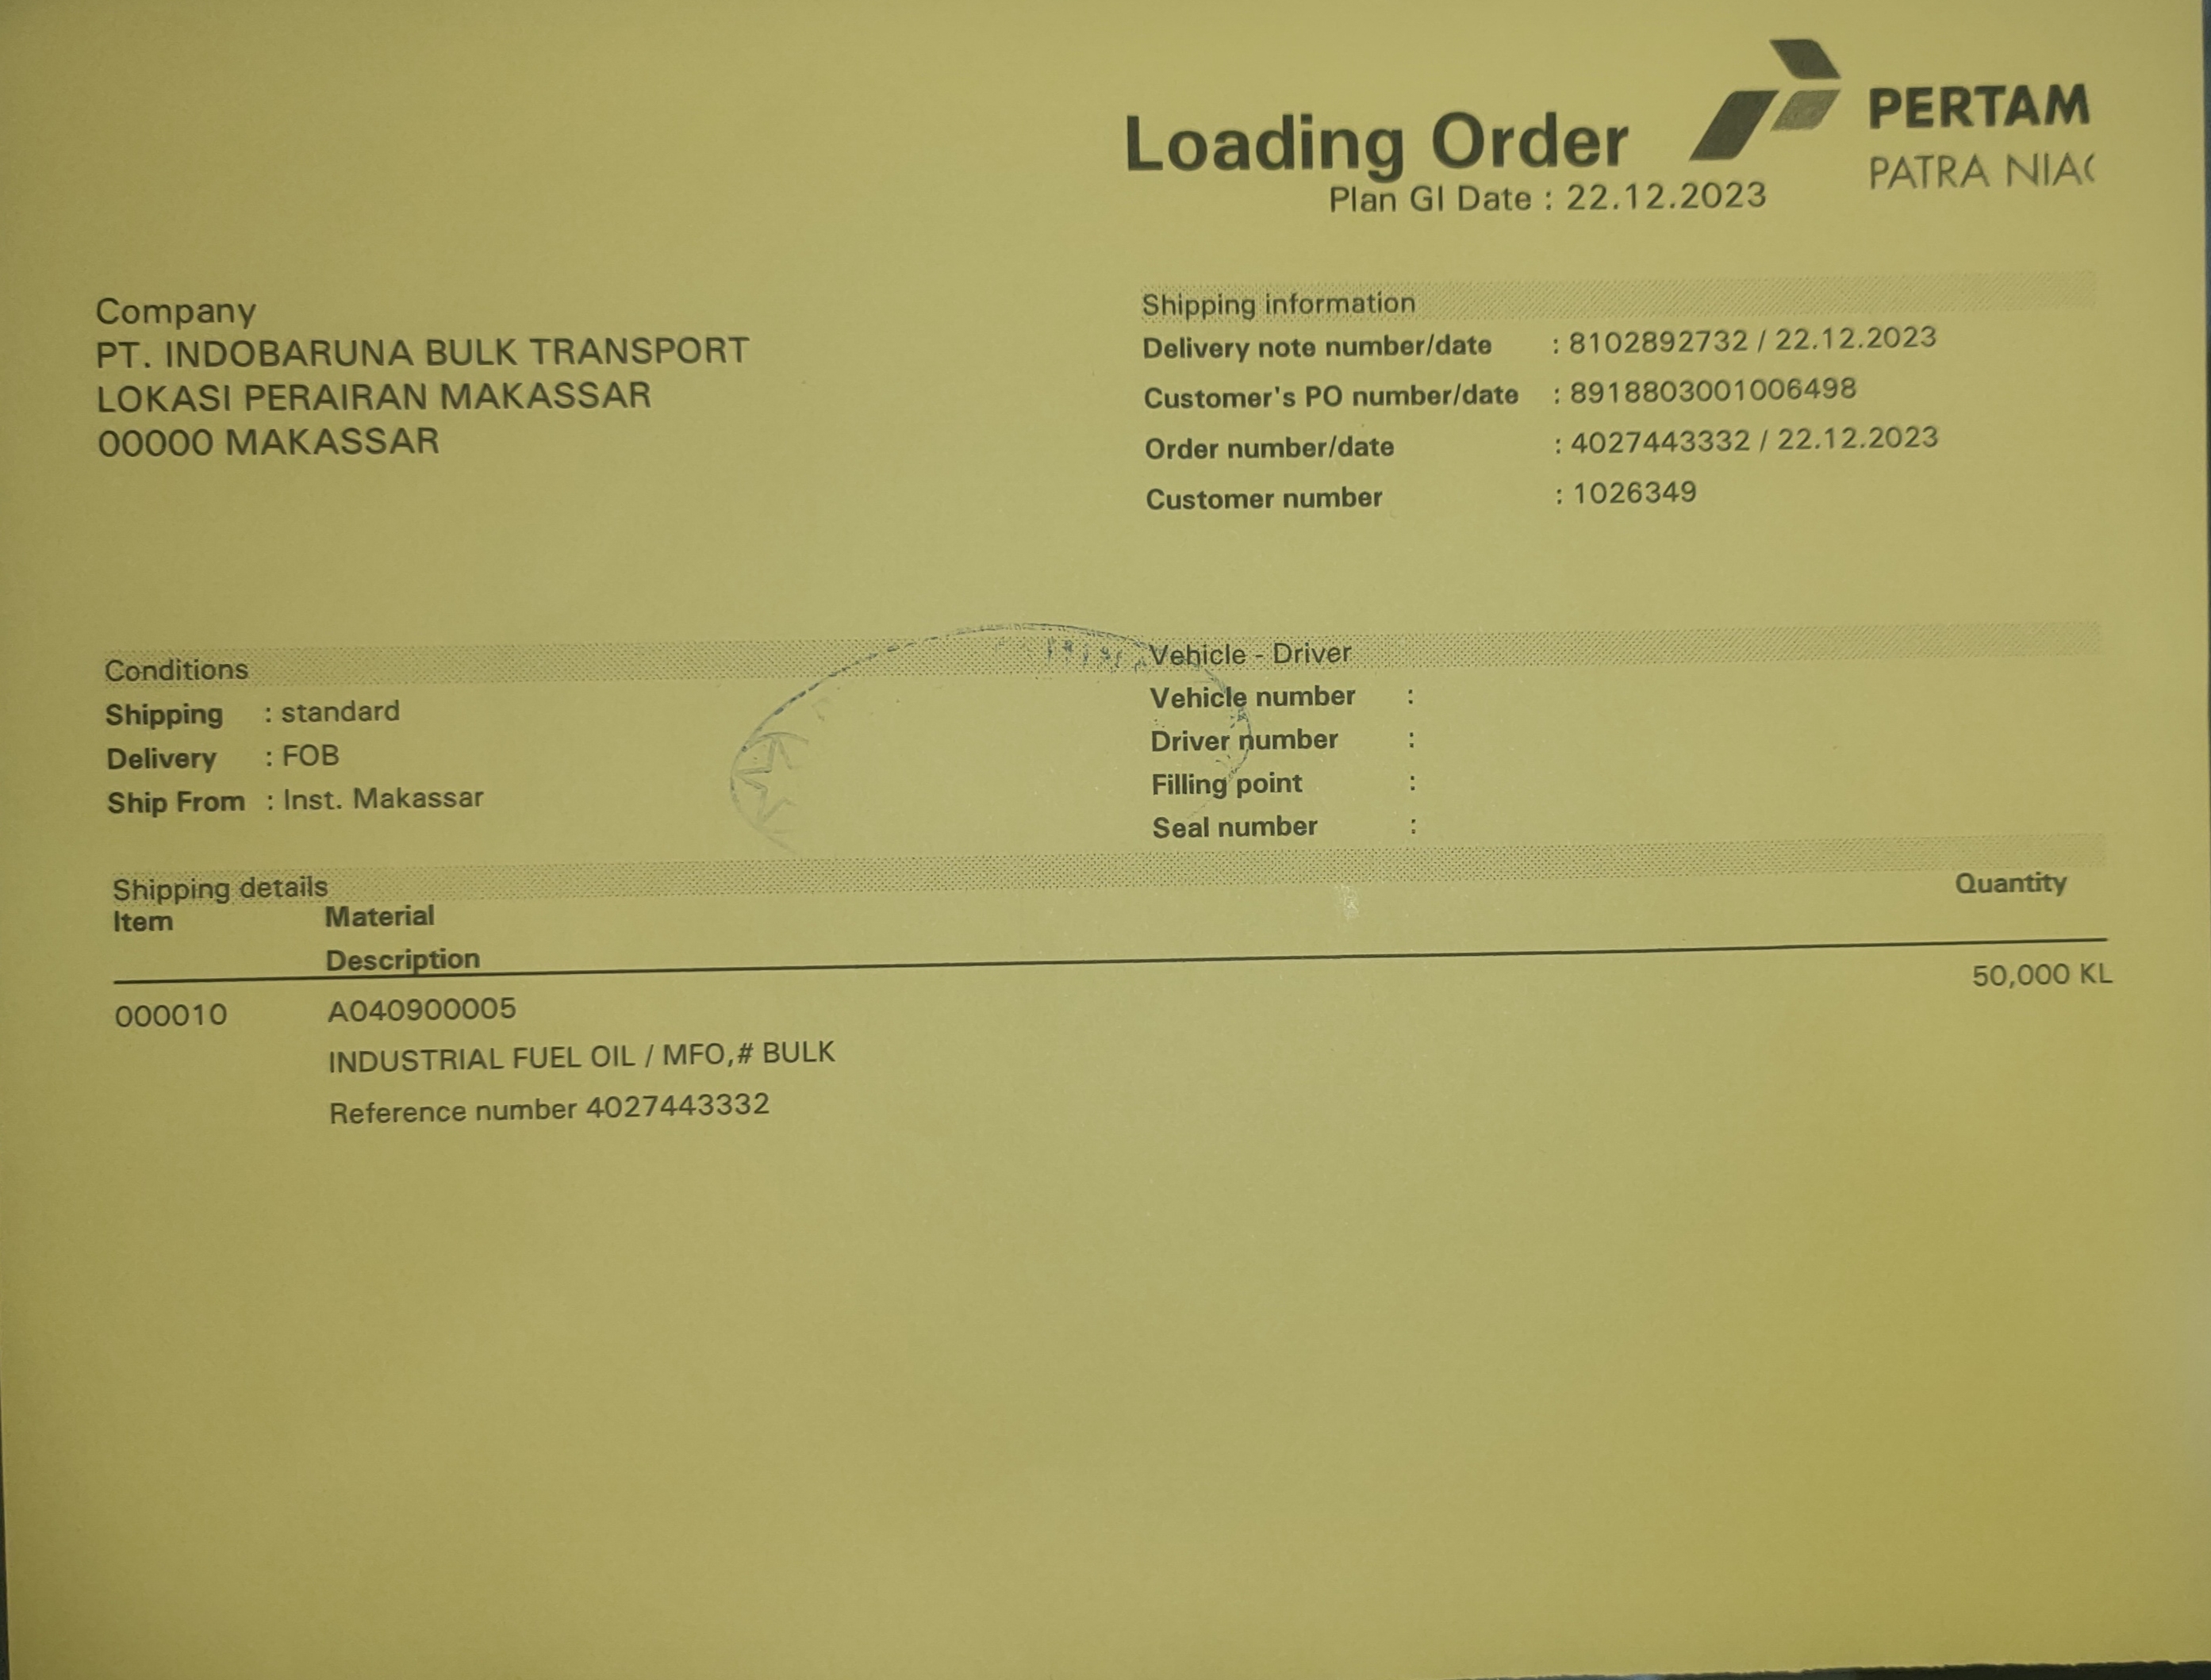 Loading Order
PERTAM
PATRA NIA
Plan GI Date : 22.12.2023
Company
PT. INDOBARUNA BULK TRANSPORT
LOKASI PERAIRAN MAKASSAR
00000 MAKASSAR
Shipping information
Delivery note number/date : 8102892732 / 22.12.2023
Customer's PO number/date : 8918803001006498
Order number/date : 4027443332 / 22.12.2023
Customer number : 1026349
Conditions
Shipping : standard
Delivery : FOB
Ship From : Inst. Makassar
Vehicle - Driver
Vehicle number :
Driver number :
Filling point :
Seal number :
Shipping details
Item Material Quantity
Description
000010 A040900005 50,000 KL
INDUSTRIAL FUEL OIL / MFO,# BULK
Reference number 4027443332